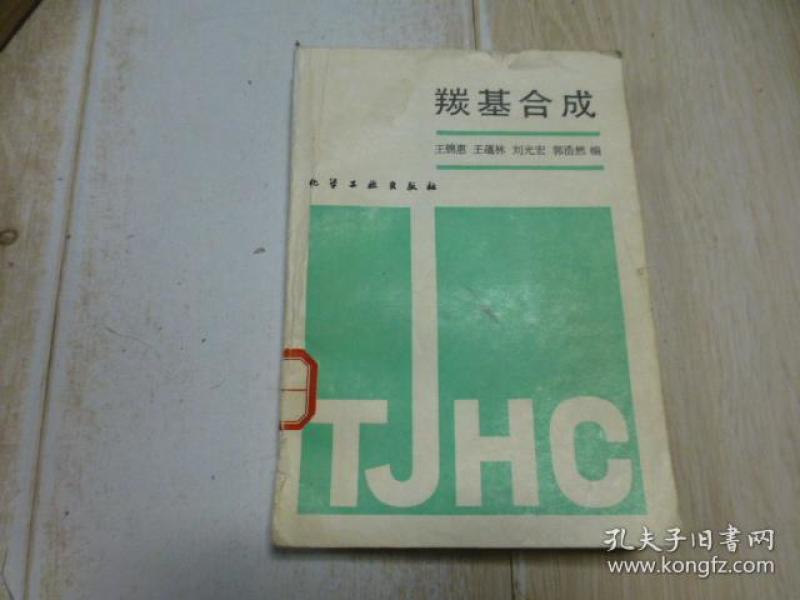 羰基合成
王锦惠 王蕴林 刘光宏 郭浩然 编
化学工业出版社
TJHC
孔夫子旧书网
www.kongfz.com